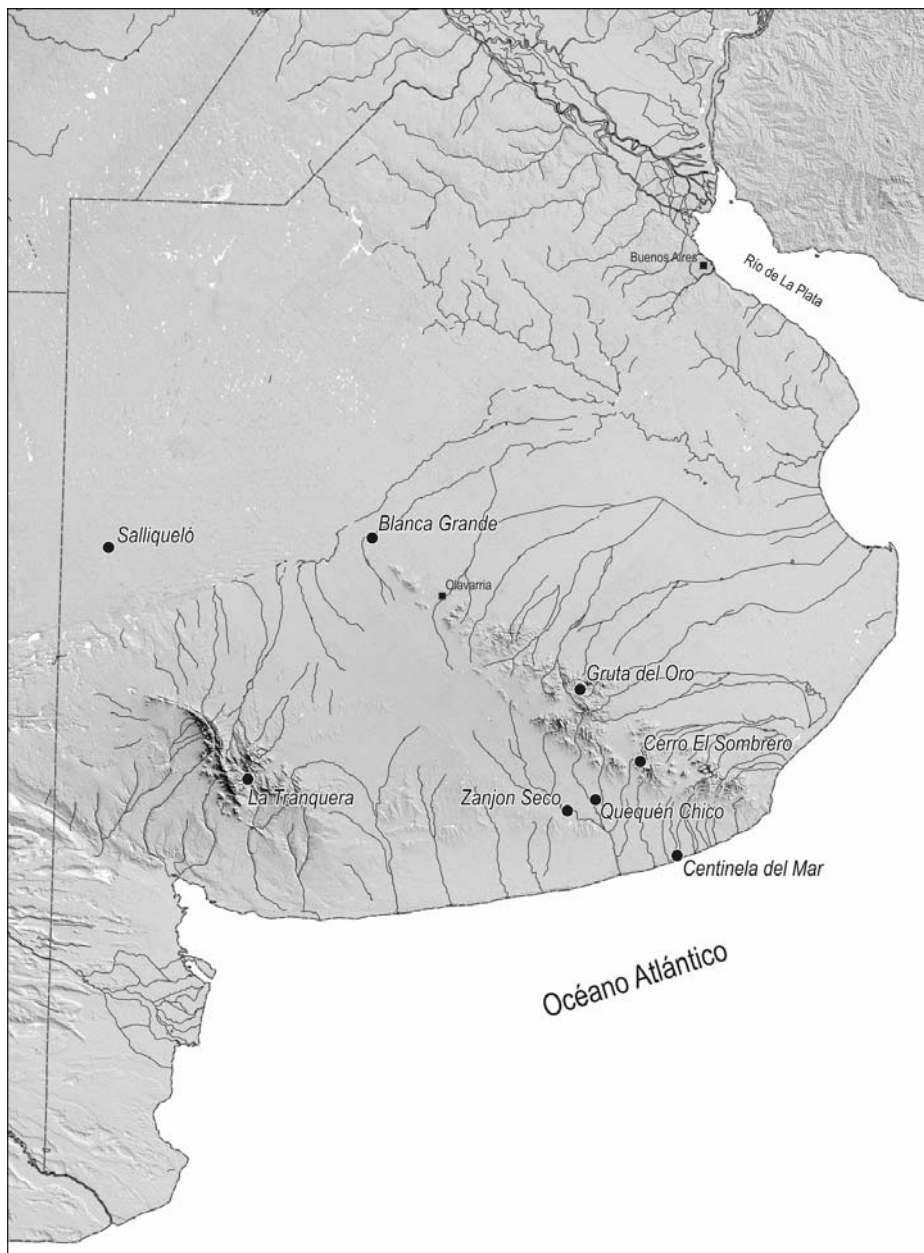 Buenos Aires
Río de La Plata
Salliqueló
Blanca Grande
Olavarria
Gruta del Oro
Cerro El Sombrero
La Tranquera
Zanjon Seco
Quequén Chico
Centinela del Mar
Océano Atlántico